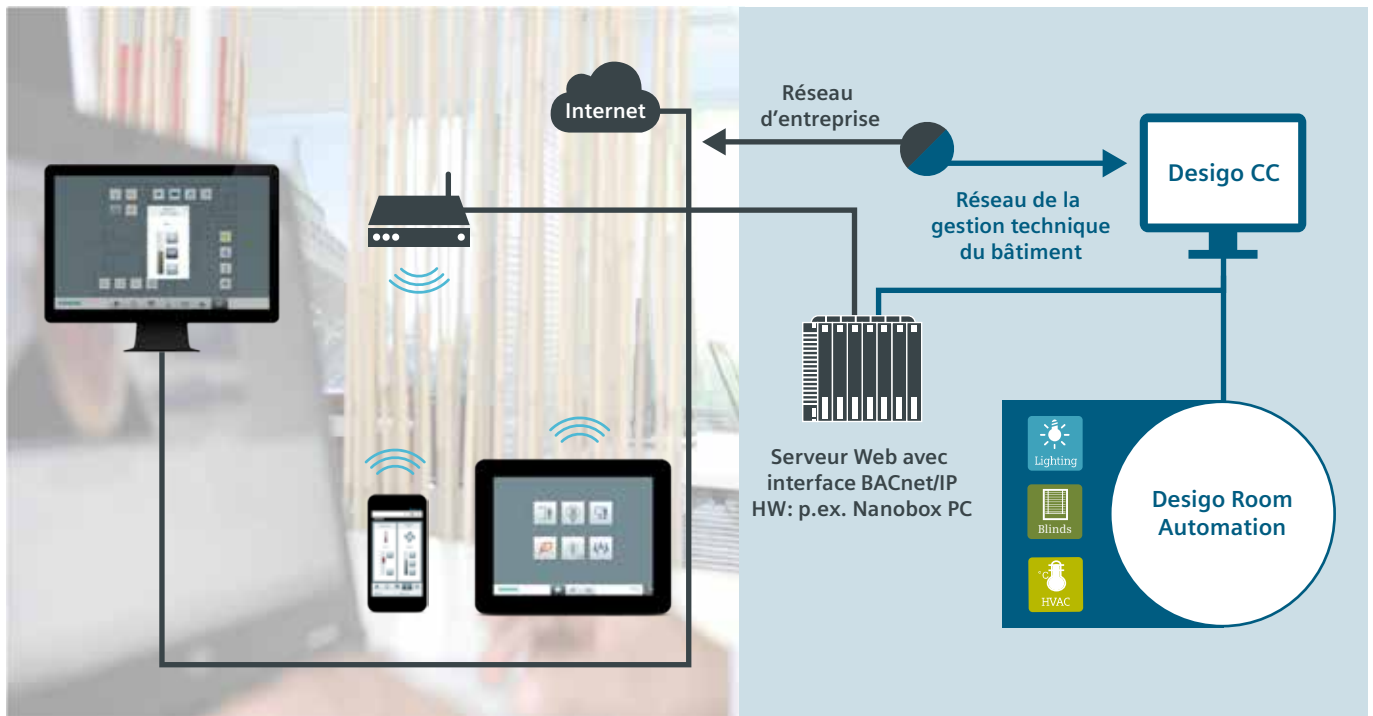 Internet
Réseau
d'entreprise
Desigo CC
Réseau de la
gestion technique
du bâtiment
Serveur Web avec
interface BACnet/IP
HW: p.ex. Nanobox PC
Lighting
Blinds
°C
HVAC
Desigo Room
Automation